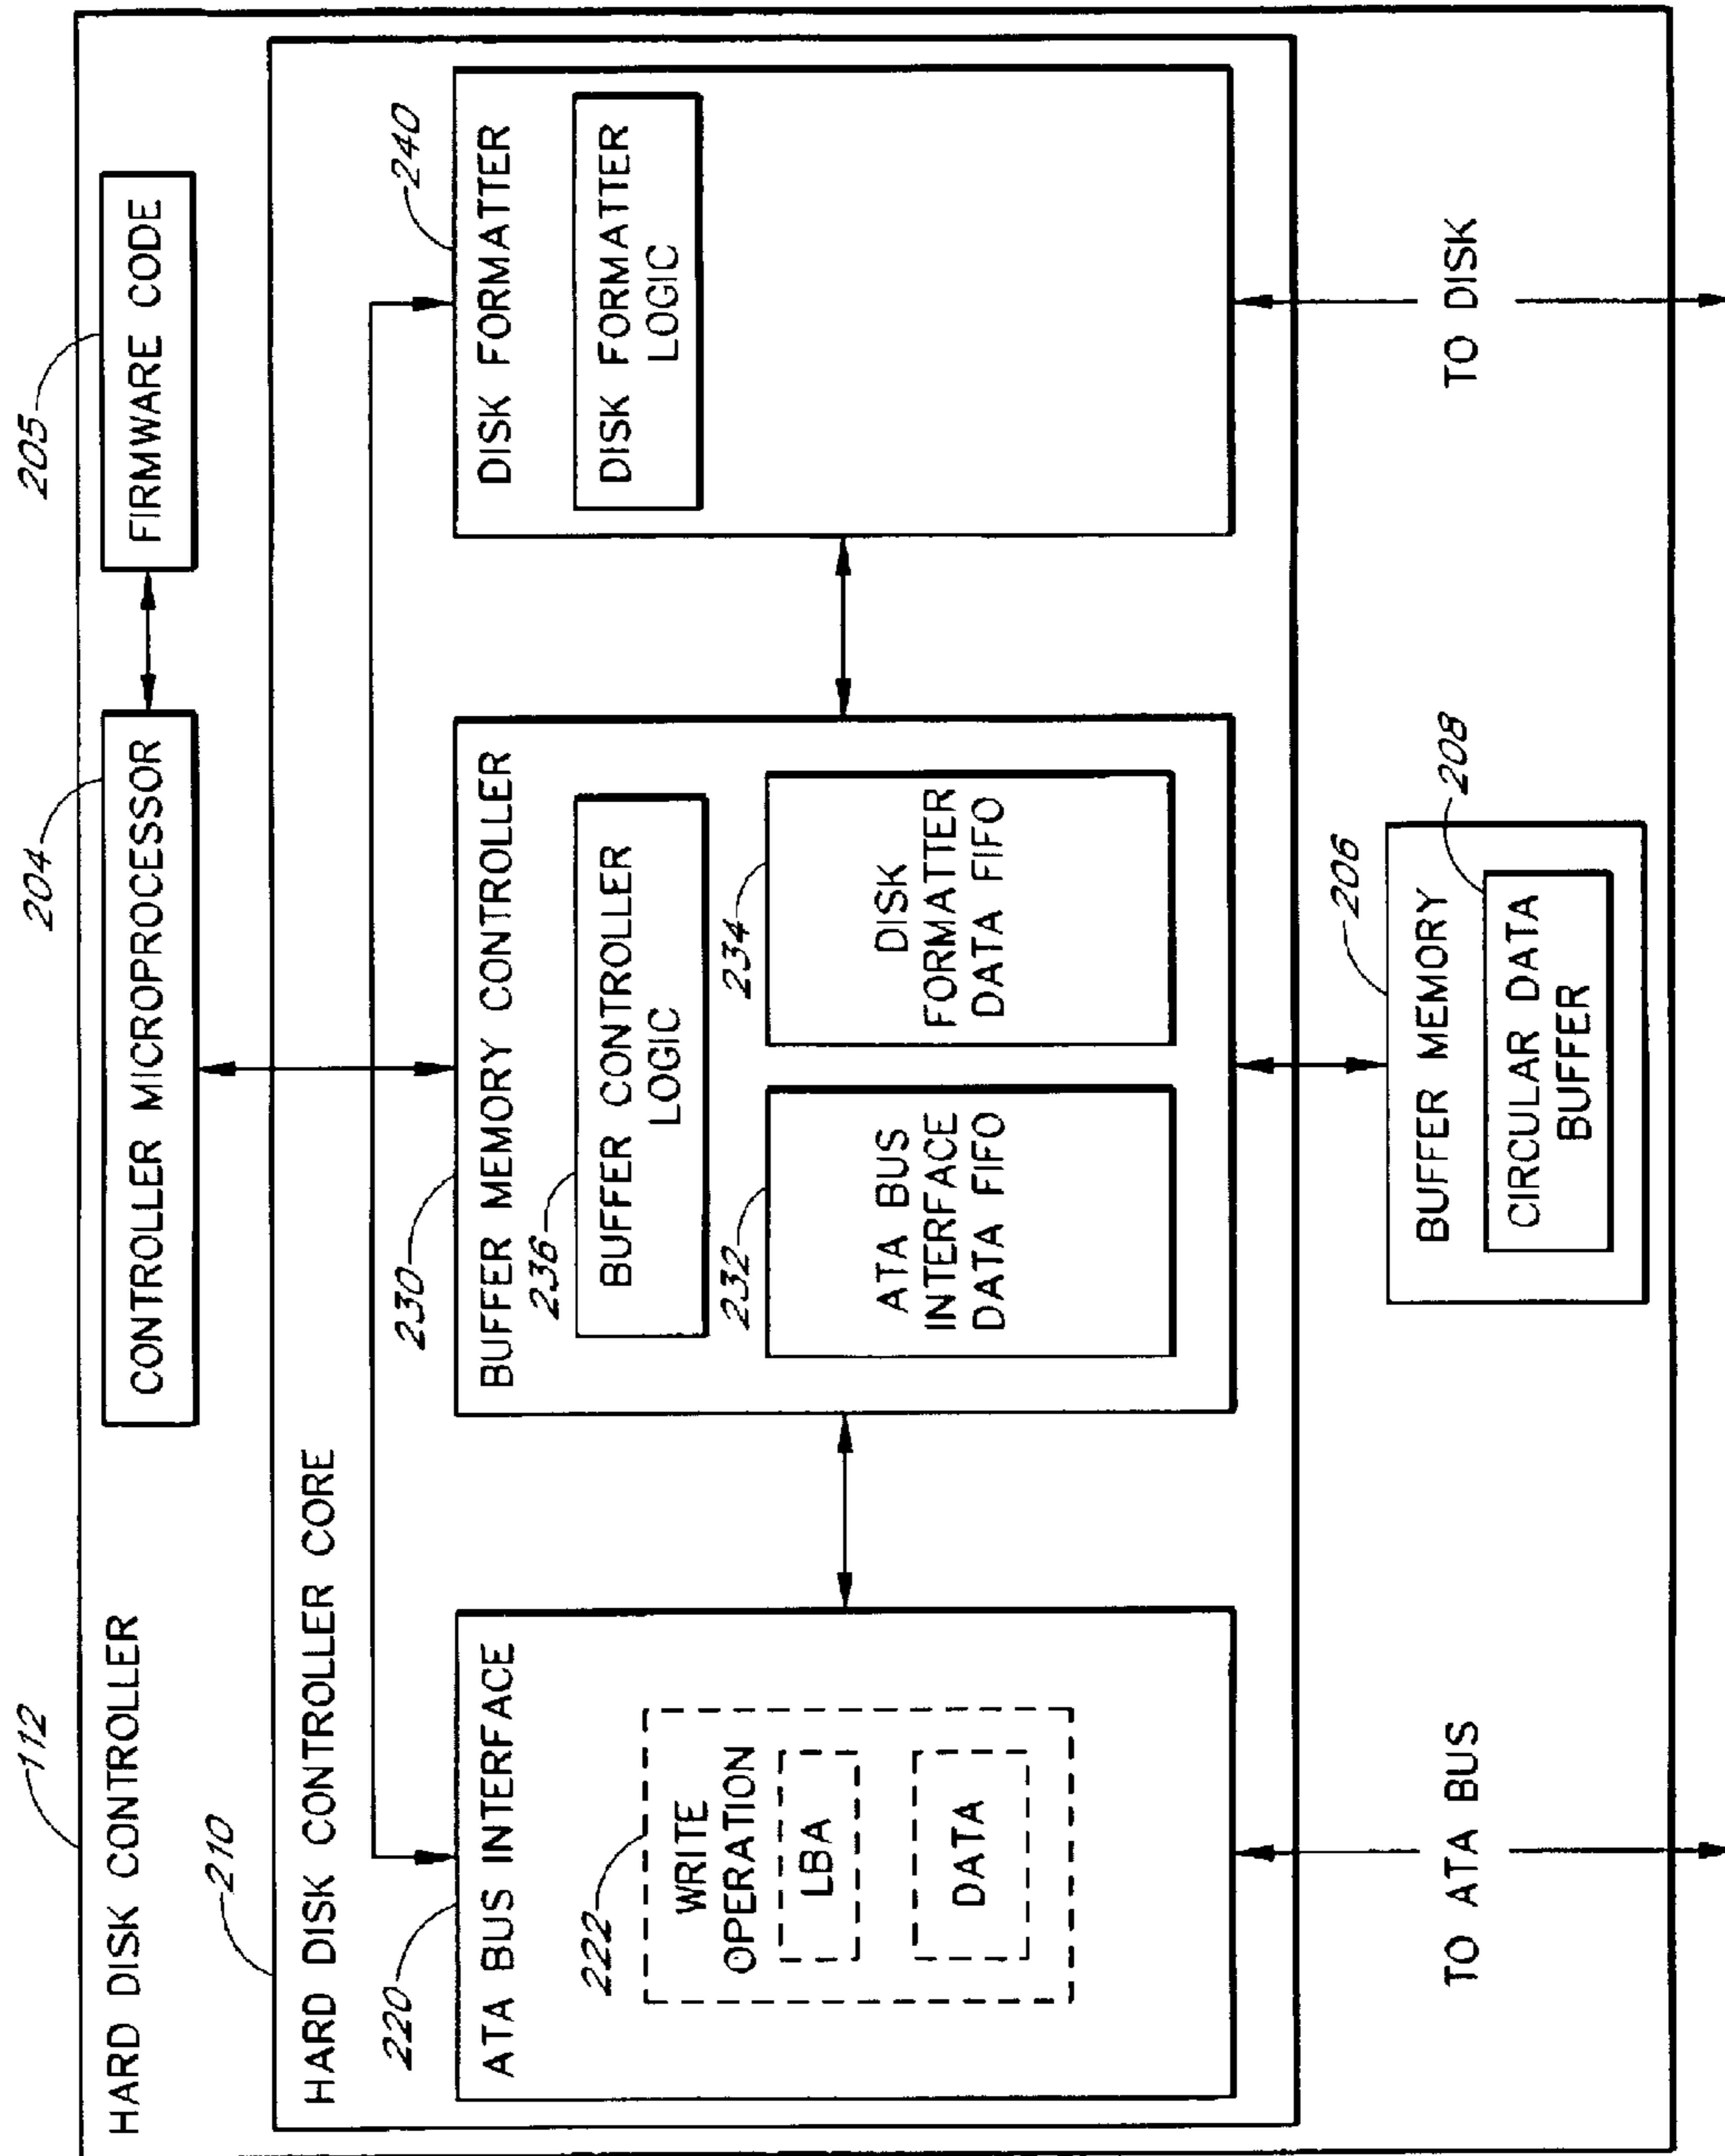 112
HARD DISK CONTROLLER
204
205
CONTROLLER MICROPROCESSOR
FIRMWARE CODE
210
HARD DISK CONTROLLER CORE
220
ATA BUS INTERFACE
222
WRITE
OPERATION
LBA
DATA
230
BUFFER MEMORY CONTROLLER
236
BUFFER CONTROLLER
LOGIC
232
ATA BUS
INTERFACE
DATA FIFO
234
DISK
FORMATTER
DATA FIFO
240
DISK FORMATTER
DISK FORMATTER
LOGIC
206
BUFFER MEMORY
208
CIRCULAR DATA
BUFFER
TO ATA BUS
TO DISK